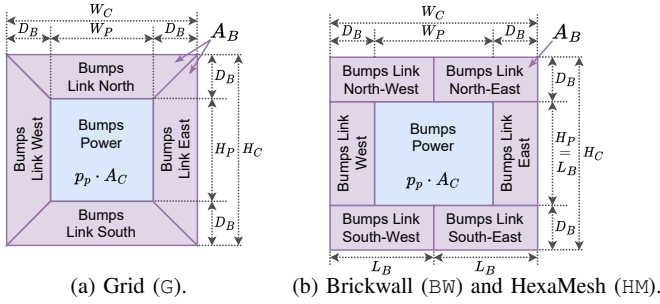 W_C
D_B W_P D_B A_B
Bumps
Link North
D_B
Bumps
Link West
Bumps
Power
p_p · A_C
Bumps
Link East
H_P H_C
Bumps
Link South
D_B
(a) Grid (G).
W_C
D_B W_P D_B A_B
Bumps Link
North-West
Bumps Link
North-East
D_B
Bumps Link
West
Bumps
Power
p_p · A_C
Bumps Link
East
H_P = L_B
H_C
Bumps Link
South-West
Bumps Link
South-East
D_B
L_B L_B
(b) Brickwall (BW) and HexaMesh (HM).